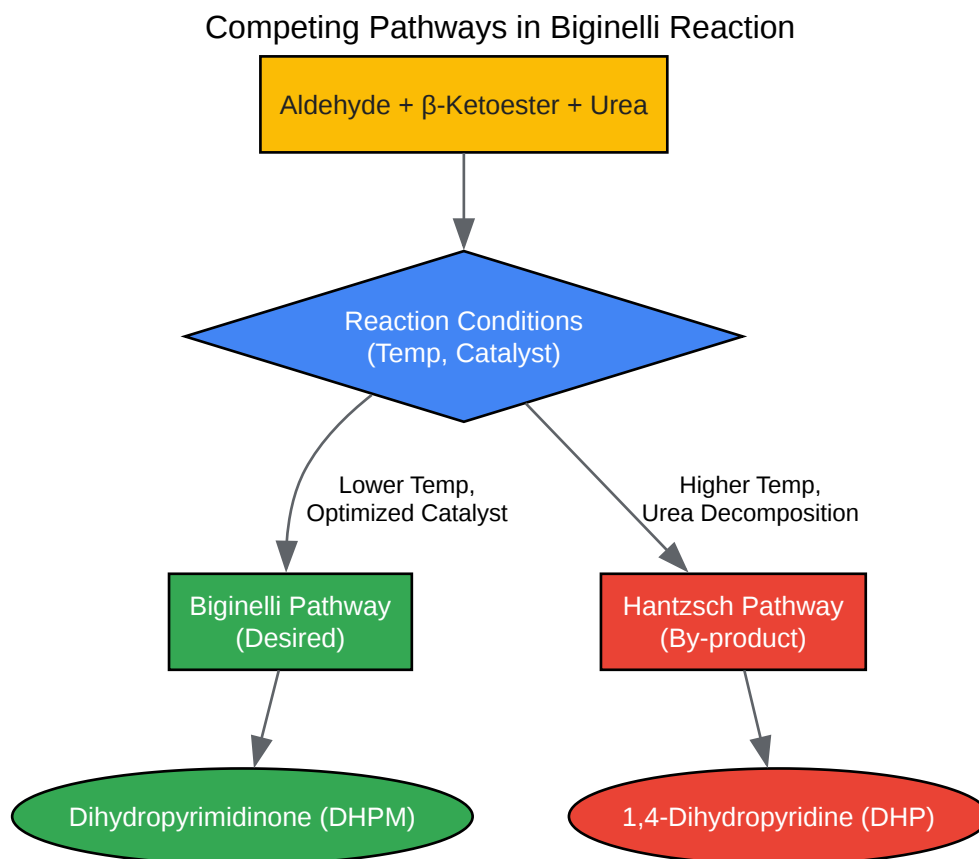 Competing Pathways in Biginelli Reaction
Aldehyde + β-Ketoester + Urea
Reaction Conditions
(Temp, Catalyst)
Lower Temp,
Optimized Catalyst
Higher Temp,
Urea Decomposition
Biginelli Pathway
(Desired)
Hantzsch Pathway
(By-product)
Dihydropyrimidinone (DHPM)
1,4-Dihydropyridine (DHP)